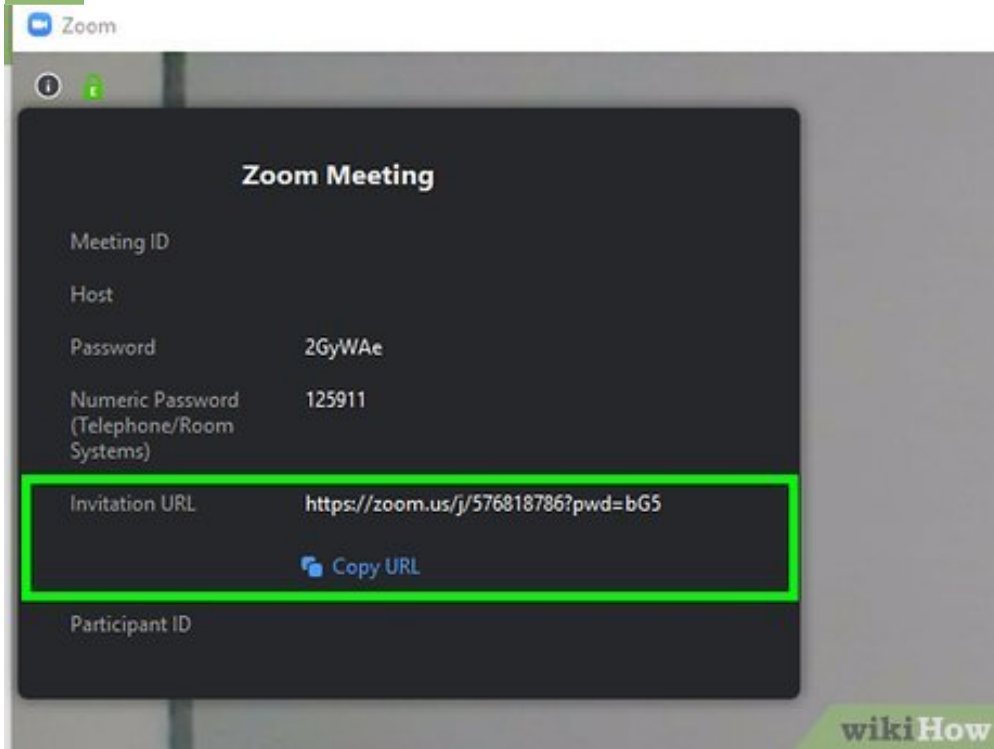 Zoom
Zoom Meeting
Meeting ID
Host
Password 2GyWAe
Numeric Password 125911
(Telephone/Room
Systems)
Invitation URL https://zoom.us/j/576818786?pwd=bG5
Copy URL
Participant ID
wikiHow